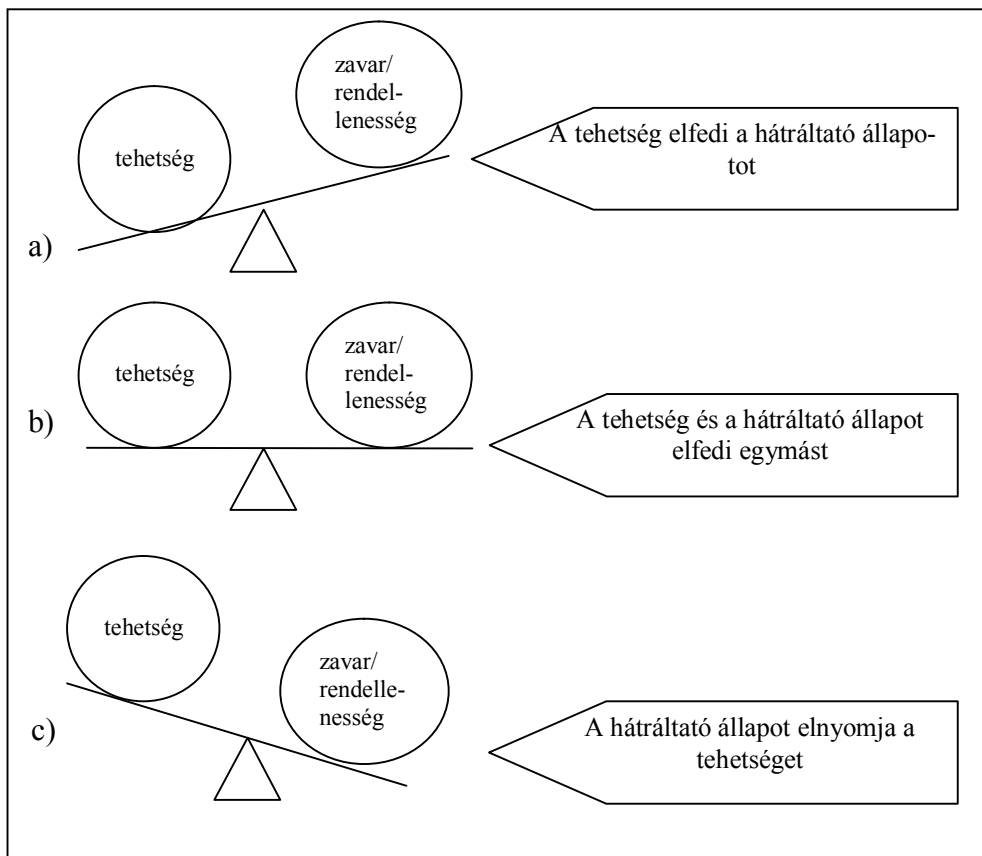 zavar/
rendel-
lenesség
tehetség
A tehetség elfedi a hátráltató állapo-
tot
a)
tehetség
zavar/
rendel-
lenesség
b)
A tehetség és a hátráltató állapot
elfedi egymást
tehetség
zavar/
rendelle-
nesség
c)
A hátráltató állapot elnyomja a
tehetséget